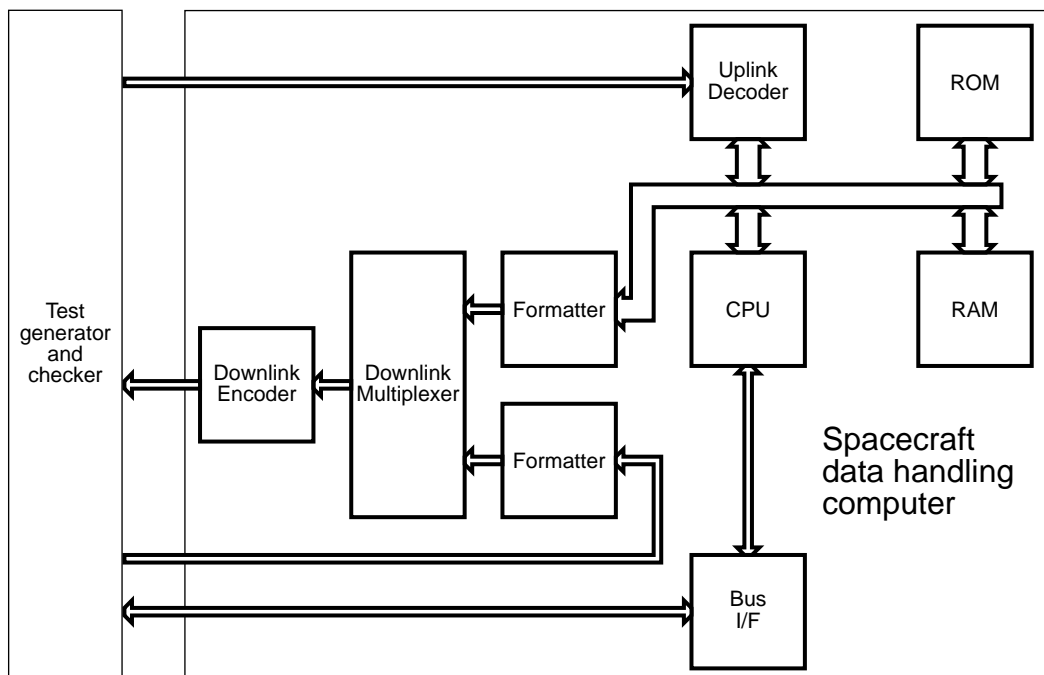 Uplink
Decoder
ROM
Test
generator
and
checker
Downlink
Encoder
Downlink
Multiplexer
Formatter
Formatter
CPU
RAM
Spacecraft
data handling
computer
Bus
I/F